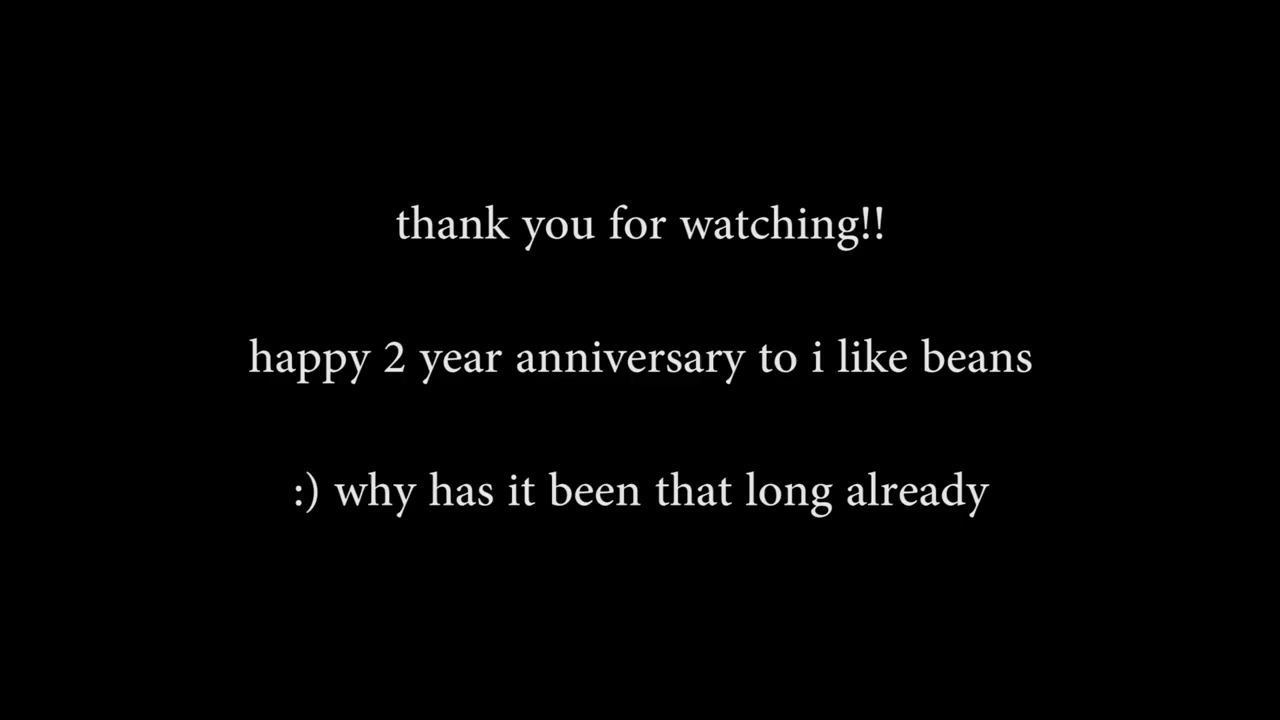 thank you for watching!!
happy 2 year anniversary to i like beans
:) why has it been that long already